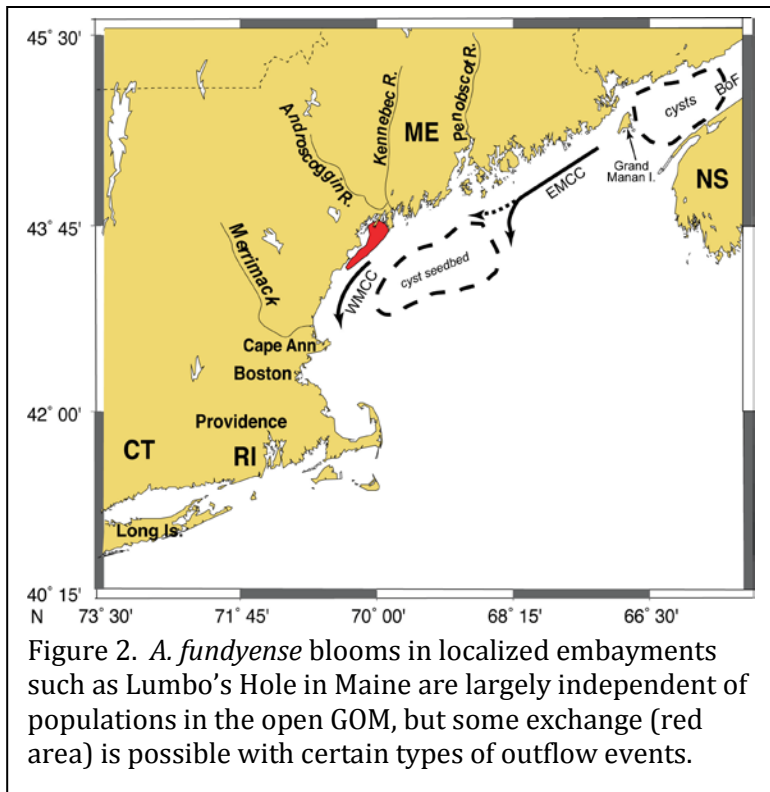 45° 30'
Penobscot R.
Kennebec R.
Androscoggin R.
ME
cysts
BoF
Grand
Manan I.
NS
EMCC
43° 45'
Merrimack
cyst seedbed
WMCC
Cape Ann
Boston
42° 00'
Providence
CT
RI
Long Is.
40° 15'
N
73° 30'
71° 45'
70° 00'
68° 15'
66° 30'
Figure 2. A. fundyense blooms in localized embayments
such as Lumbo's Hole in Maine are largely independent of
populations in the open GOM, but some exchange (red
area) is possible with certain types of outflow events.